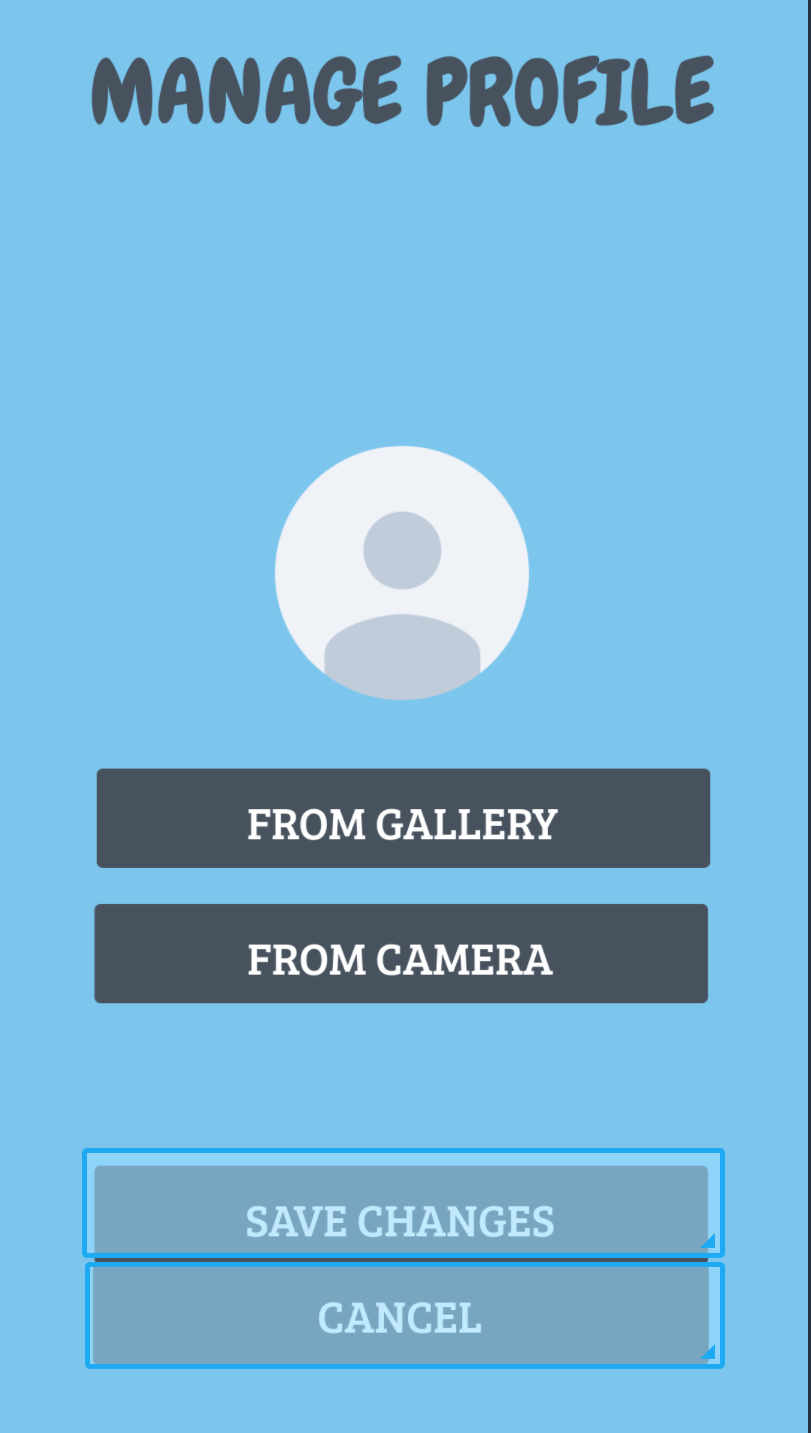 MANAGE PROFILE
FROM GALLERY
FROM CAMERA
SAVE CHANGES
CANCEL